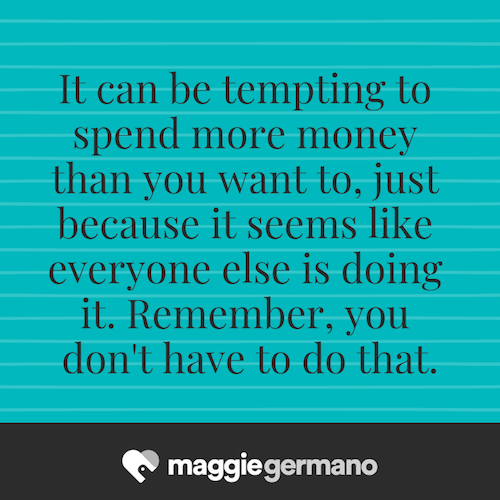 It can be tempting to
spend more money
than you want to, just
because it seems like
everyone else is doing
it. Remember, you
don't have to do that.
maggiegermano